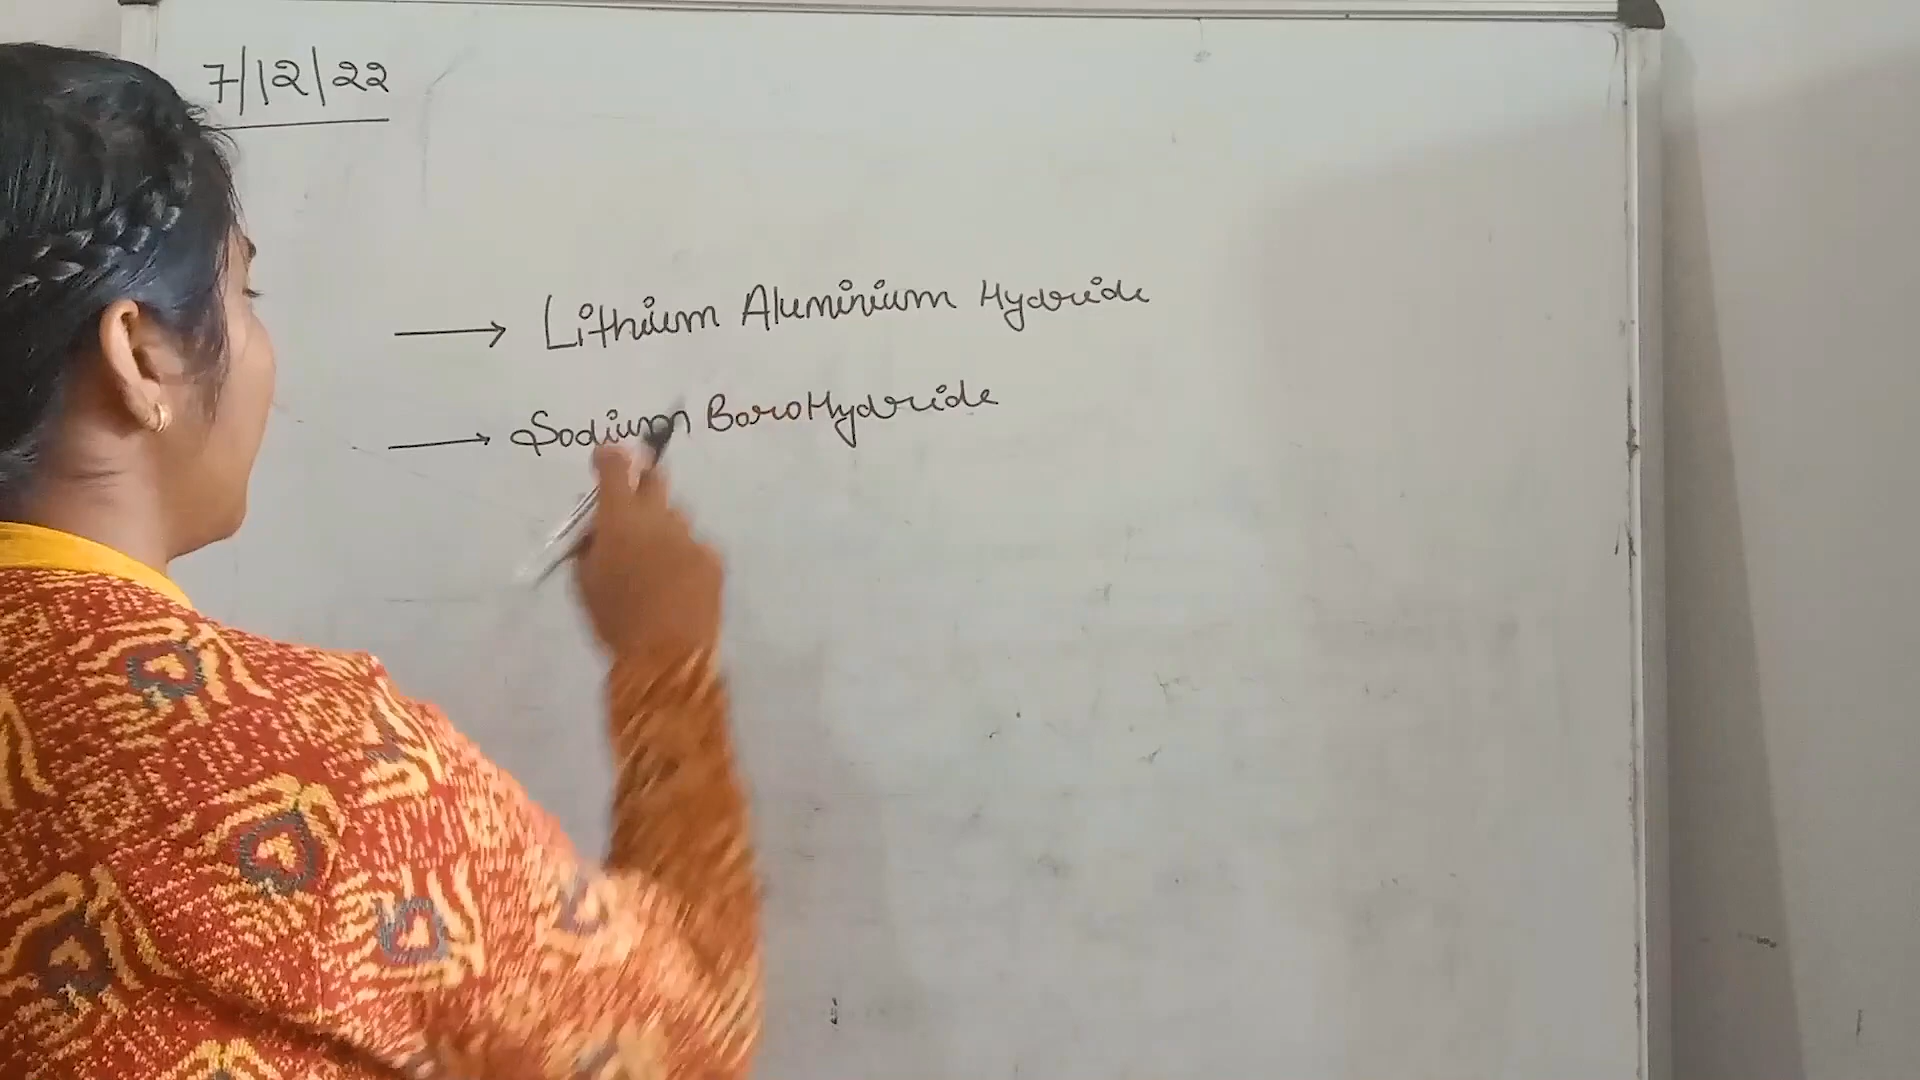 7/12/22
→ Lithium Aluminium Hydride
→ Sodium BoroHydride